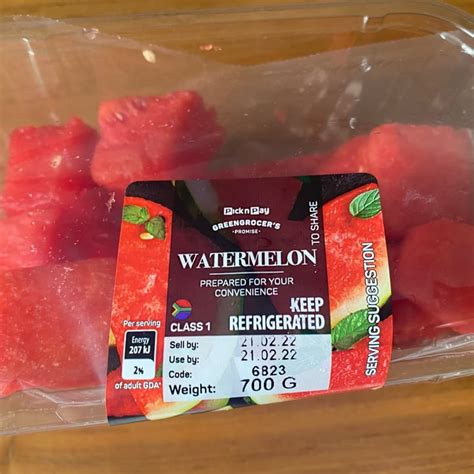 Pick n Pay
GREENGROCER'S
• PROMISE •
TO SHARE
WATERMELON
PREPARED FOR YOUR
CONVENIENCE
CLASS 1
KEEP
REFRIGERATED
SERVING SUGGESTION
Per serving
Energy
207 kJ
2%
of adult GDA*
Sell by: 21.02.22
Use by: 21.02.22
Code: 6823
Weight: 700 G